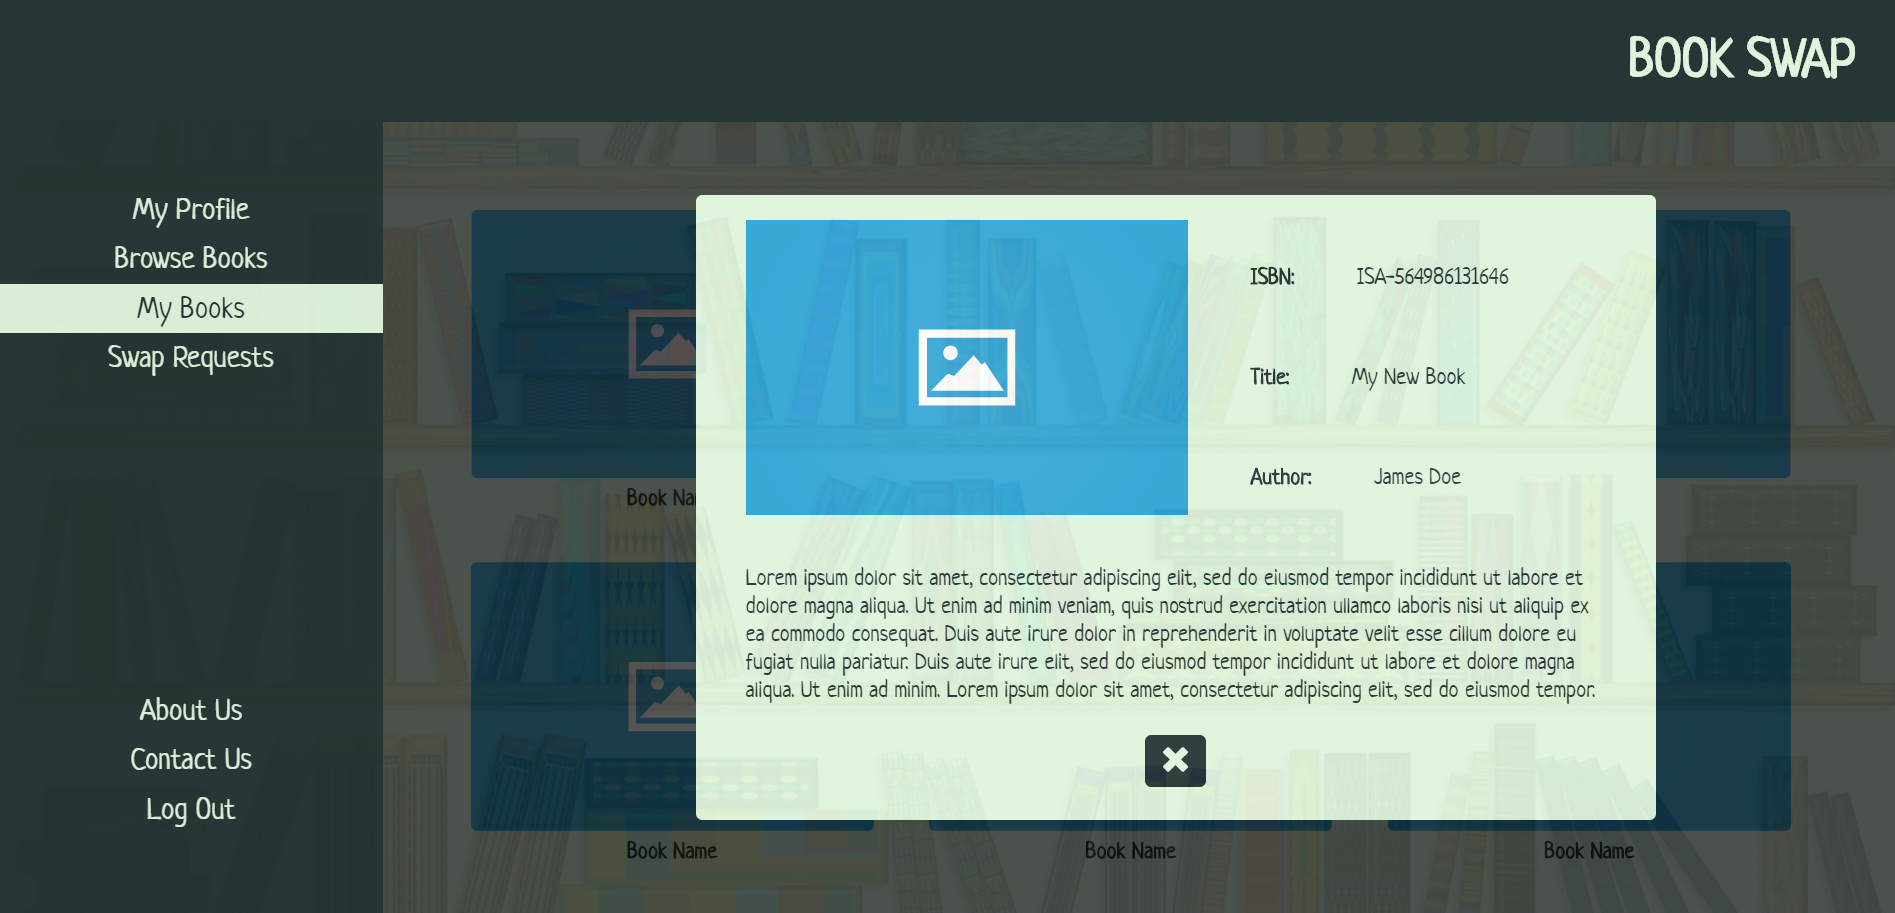 BOOK SWAP
My Profile
Browse Books
My Books
Swap Requests
About Us
Contact Us
Log Out
Book
ISBN: ISA-564986131646
Title: My New Book
Author: James Doe
Lorem ipsum dolor sit amet, consectetur adipiscing elit, sed do eiusmod tempor incididunt ut labore et
dolore magna aliqua. Ut enim ad minim veniam, quis nostrud exercitation ullamco laboris nisi ut aliquip ex
ea commodo consequat. Duis aute irure dolor in reprehenderit in voluptate velit esse cillum dolore eu
fugiat nulla pariatur. Duis aute irure elit, sed do eiusmod tempor incididunt ut labore et dolore magna
aliqua. Ut enim ad minim. Lorem ipsum dolor sit amet, consectetur adipiscing elit, sed do eiusmod tempor.
Book Name
Book Name
Book Name